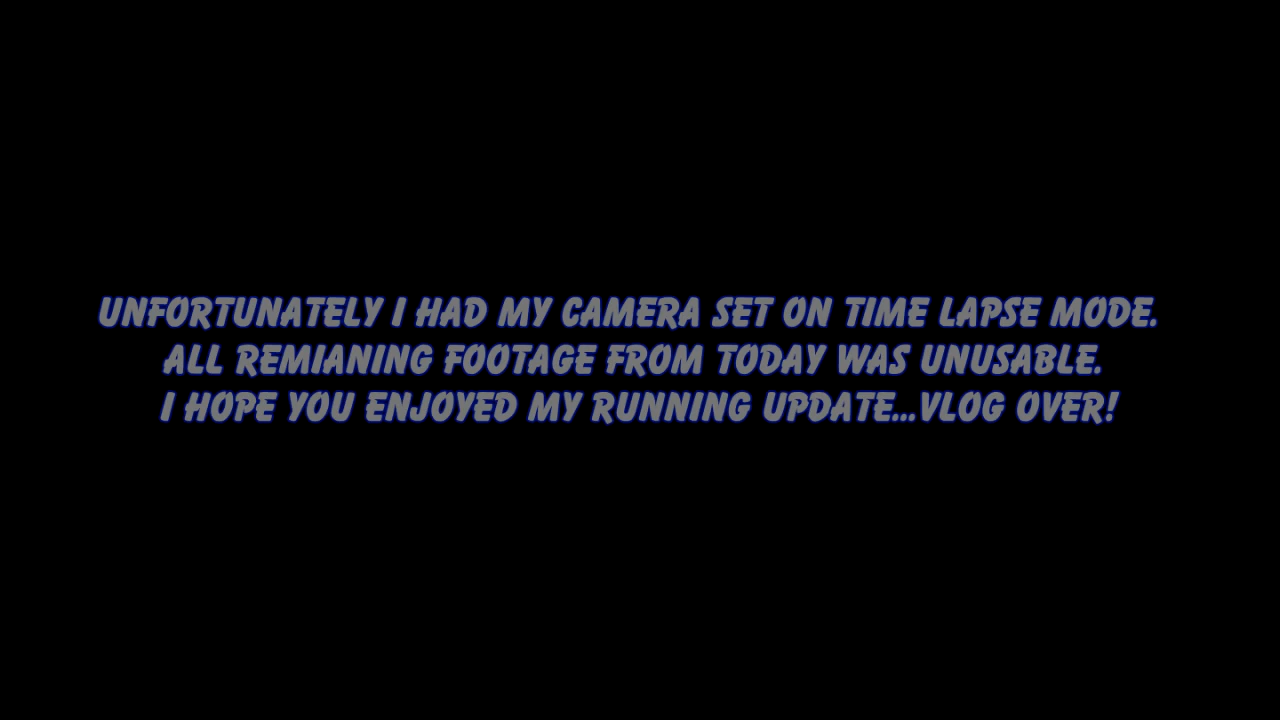 UNFORTUNATELY I HAD MY CAMERA SET ON TIME LAPSE MODE.
ALL REMIANING FOOTAGE FROM TODAY WAS UNUSABLE.
I HOPE YOU ENJOYED MY RUNNING UPDATE...VLOG OVER!